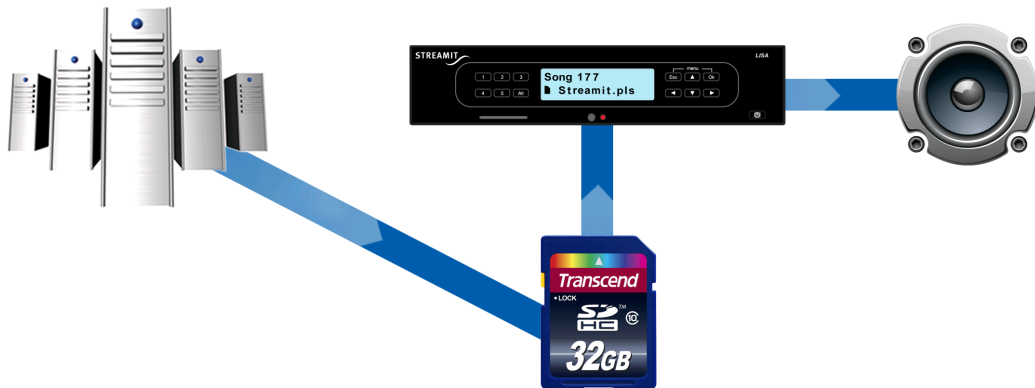 STREAMIT
LISA
menu
1 2 3
Esc ▲ Ok
4 5 Alt
◄ ▼ ►
Song 177
Streamit.pls
Transcend
•LOCK
SD™
HC
10
32GB